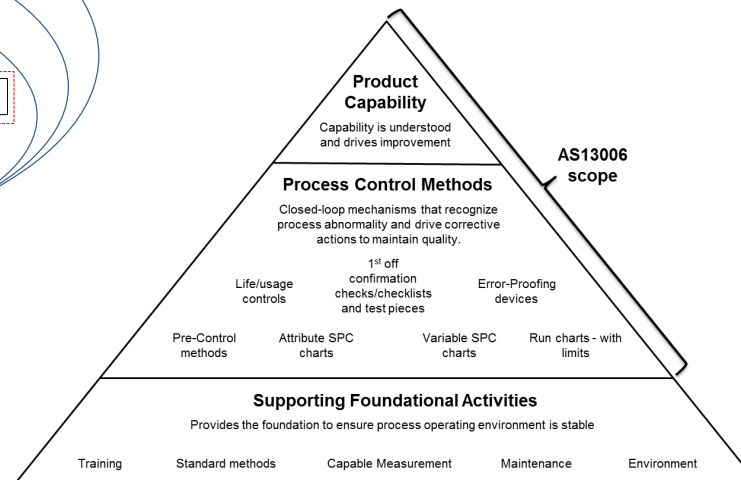 Product
Capability
Capability is understood
and drives improvement
AS13006
scope
Process Control Methods
Closed-loop mechanisms that recognize
process abnormality and drive corrective
actions to maintain quality.
Life/usage
controls
1st off
confirmation
checks/checklists
and test pieces
Error-Proofing
devices
Pre-Control
methods
Attribute SPC
charts
Variable SPC
charts
Run charts - with
limits
Supporting Foundational Activities
Provides the foundation to ensure process operating environment is stable
Training
Standard methods
Capable Measurement
Maintenance
Environment